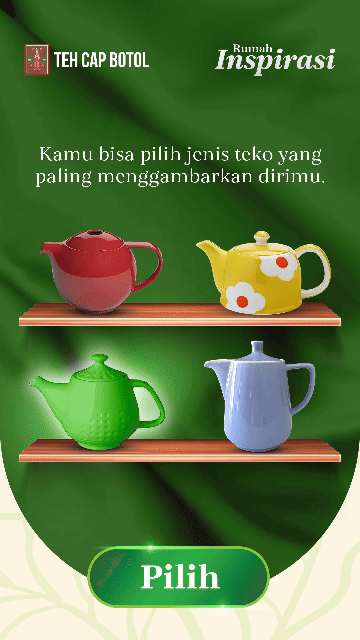 TEH CAP BOTOL
Rumah
Inspirasi
Kamu bisa pilih jenis teko yang
paling menggambarkan dirimu.
Pilih